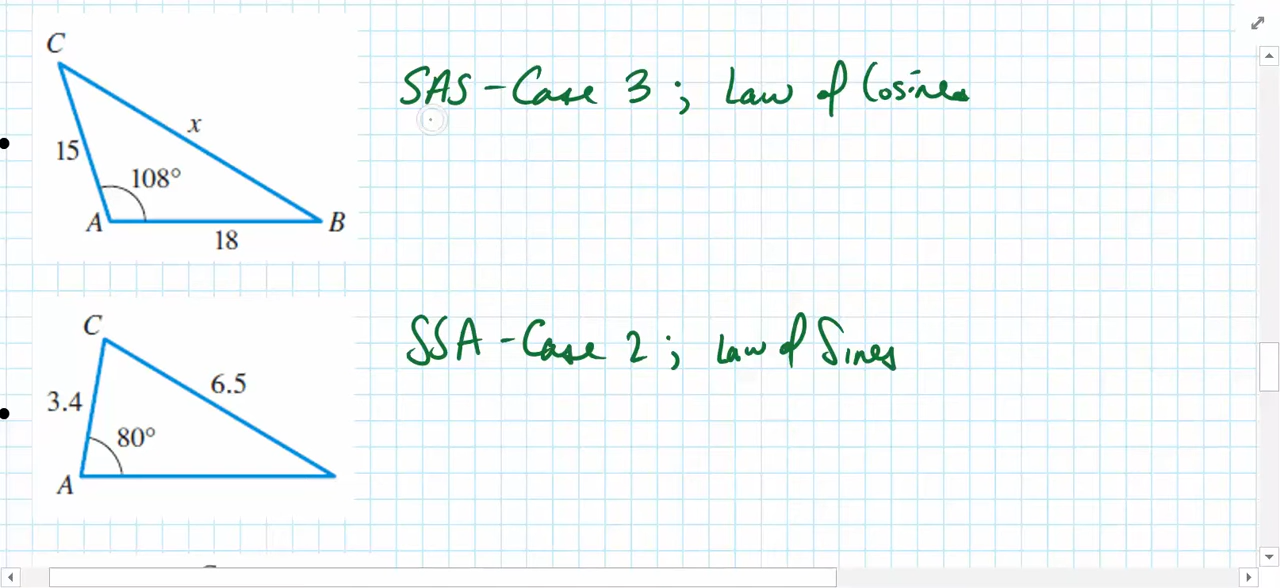 C
SAS - Case 3 ; Law of Cosines
x
15
108°
A
B
18
C
SSA - Case 2 ; Law of Sines
6.5
3.4
80°
A